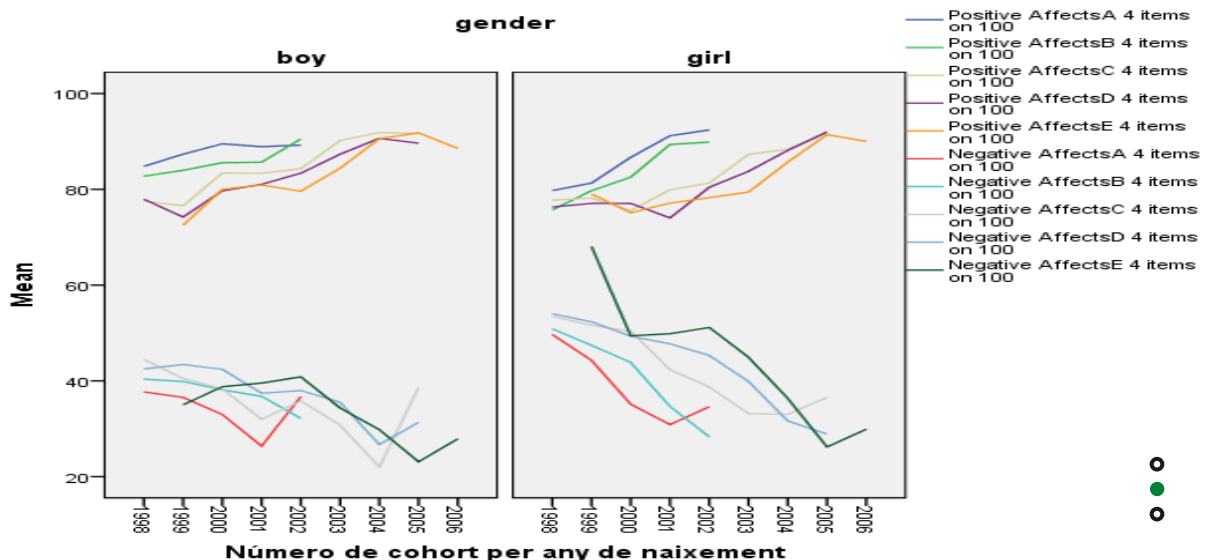 gender
boy
girl
Mean
100
80
60
40
20
1998
1999
2000
2001
2002
2003
2004
2005
2006
1998
1999
2000
2001
2002
2003
2004
2005
2006
Número de cohort per any de naixement
Positive AffectsA 4 items
on 100
Positive AffectsB 4 items
on 100
Positive AffectsC 4 items
on 100
Positive AffectsD 4 items
on 100
Positive AffectsE 4 items
on 100
Negative AffectsA 4 items
on 100
Negative AffectsB 4 items
on 100
Negative AffectsC 4 items
on 100
Negative AffectsD 4 items
on 100
Negative AffectsE 4 items
on 100